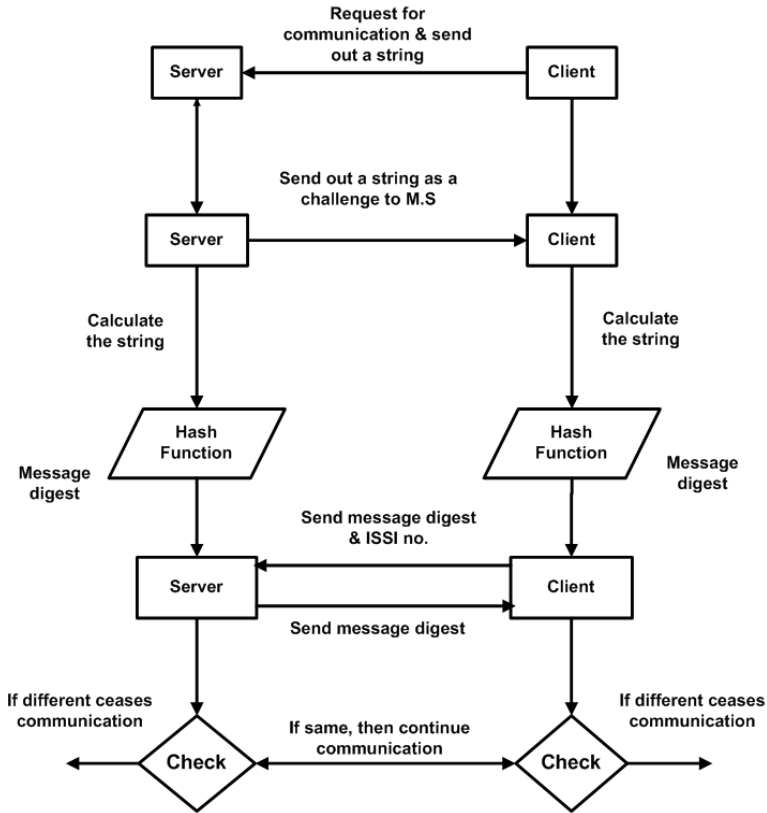 Request for
communication & send
out a string
Server
Client
Send out a string as a
challenge to M.S
Server
Client
Calculate
the string
Calculate
the string
Hash
Function
Hash
Function
Message
digest
Message
digest
Send message digest
& ISSI no.
Server
Client
Send message digest
If different ceases
communication
If same, then continue
communication
If different ceases
communication
Check
Check